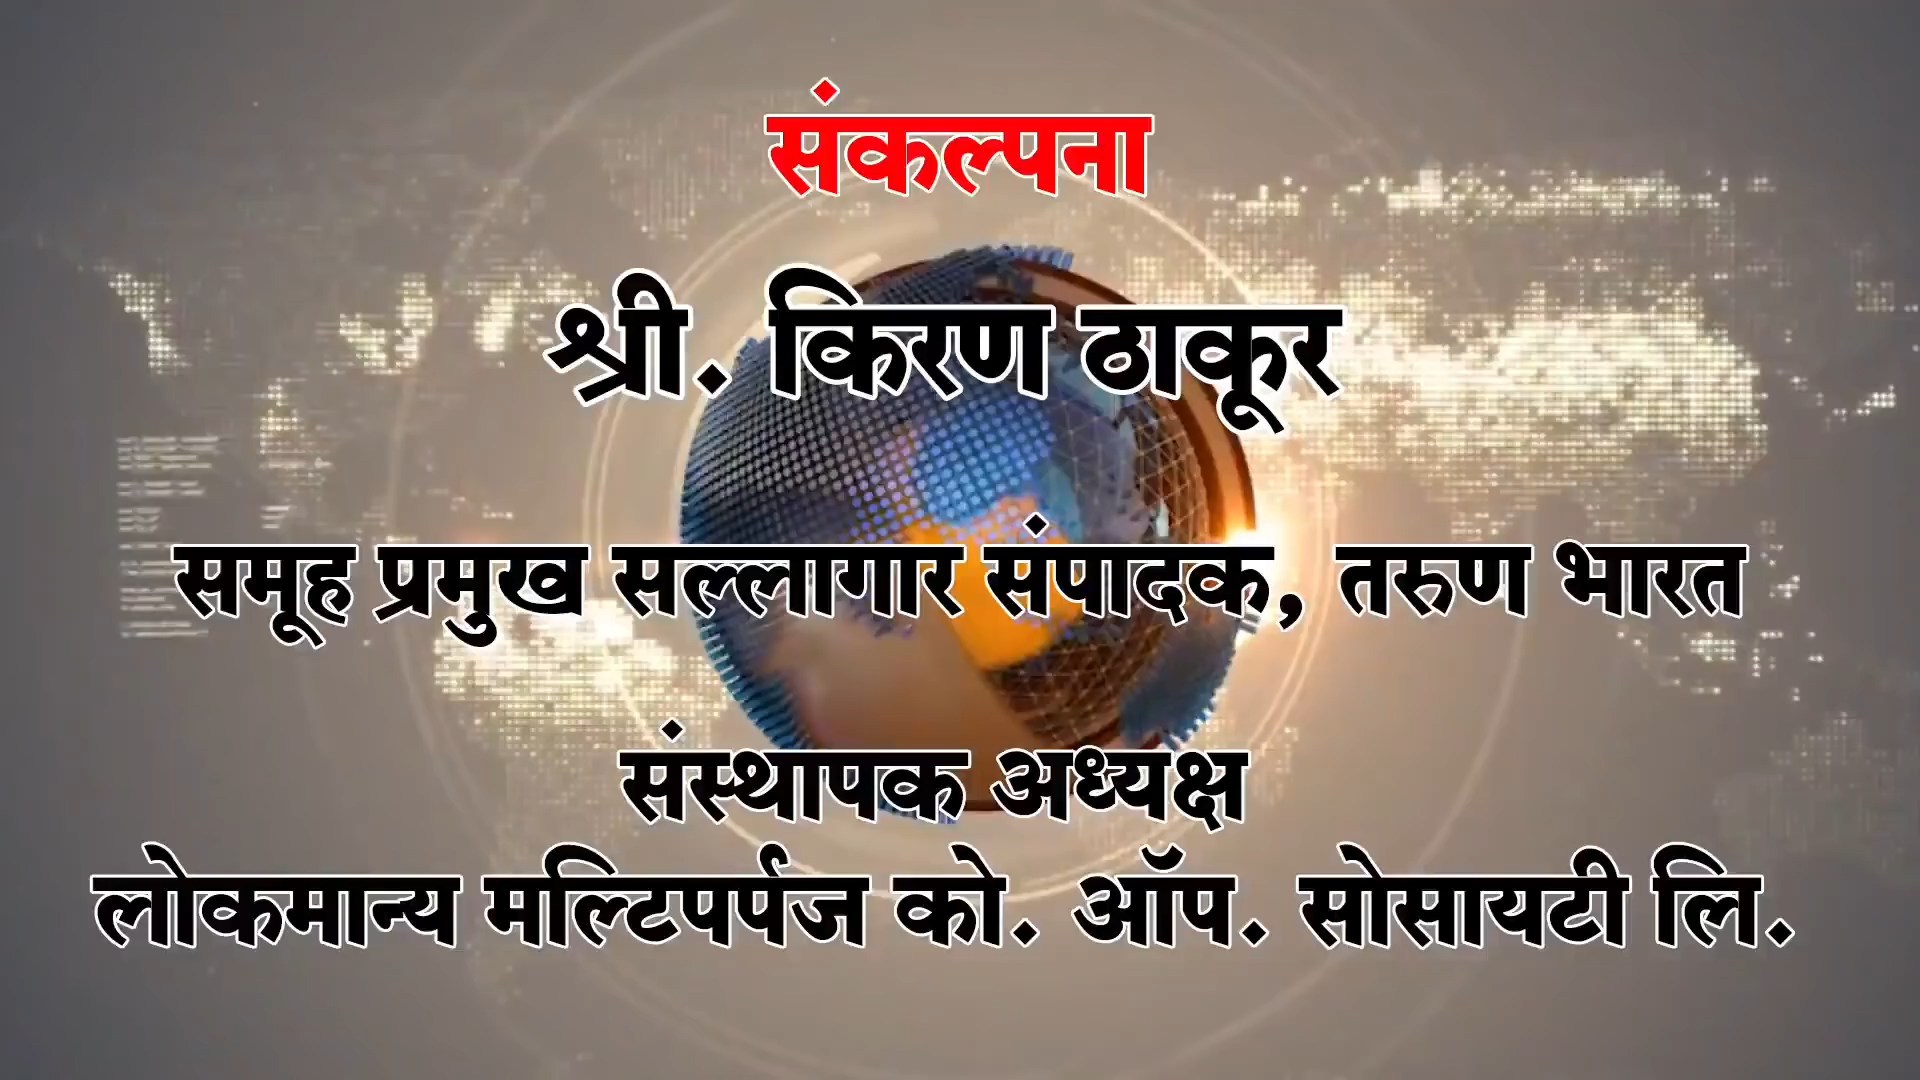 संकल्पना
श्री. किरण ठाकूर
समूह प्रमुख सल्लागार संपादक, तरुण भारत
संस्थापक अध्यक्ष
लोकमान्य मल्टिपर्पज को. ऑप. सोसायटी लि.